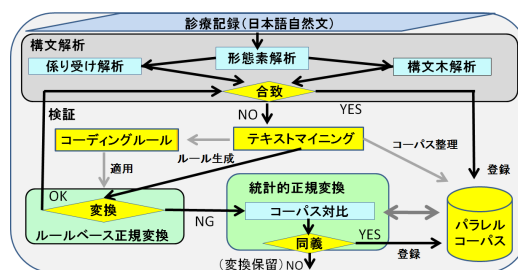 診療記録(日本語自然文)
構文解析
形態素解析
係り受け解析
構文木解析
合致
検証
NO
YES
コーディングルール
テキストマイニング
コーパス整理
ルール生成
適用
登録
OK
統計的正規変換
変換
NG
コーパス対比
パラレル
コーパス
ルールベース正規変換
同義
YES
登録
(変換保留)NO